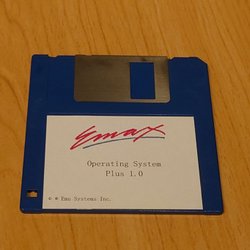 Emax
Operating System
Plus 1.0
© ® Emu Systems Inc.